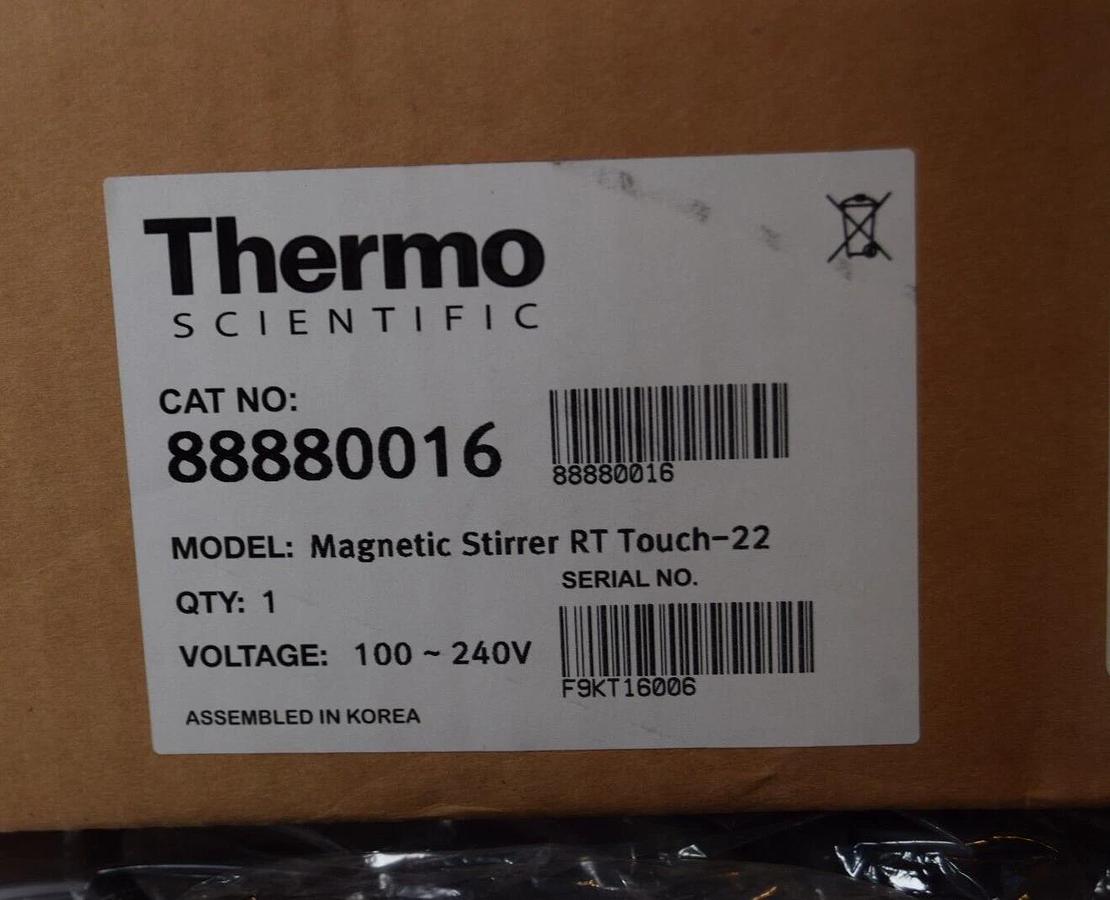 Thermo
SCIENTIFIC
CAT NO:
88880016
88880016
MODEL: Magnetic Stirrer RT Touch-22
QTY: 1
SERIAL NO.
VOLTAGE: 100 ~ 240V
F9KT16006
ASSEMBLED IN KOREA